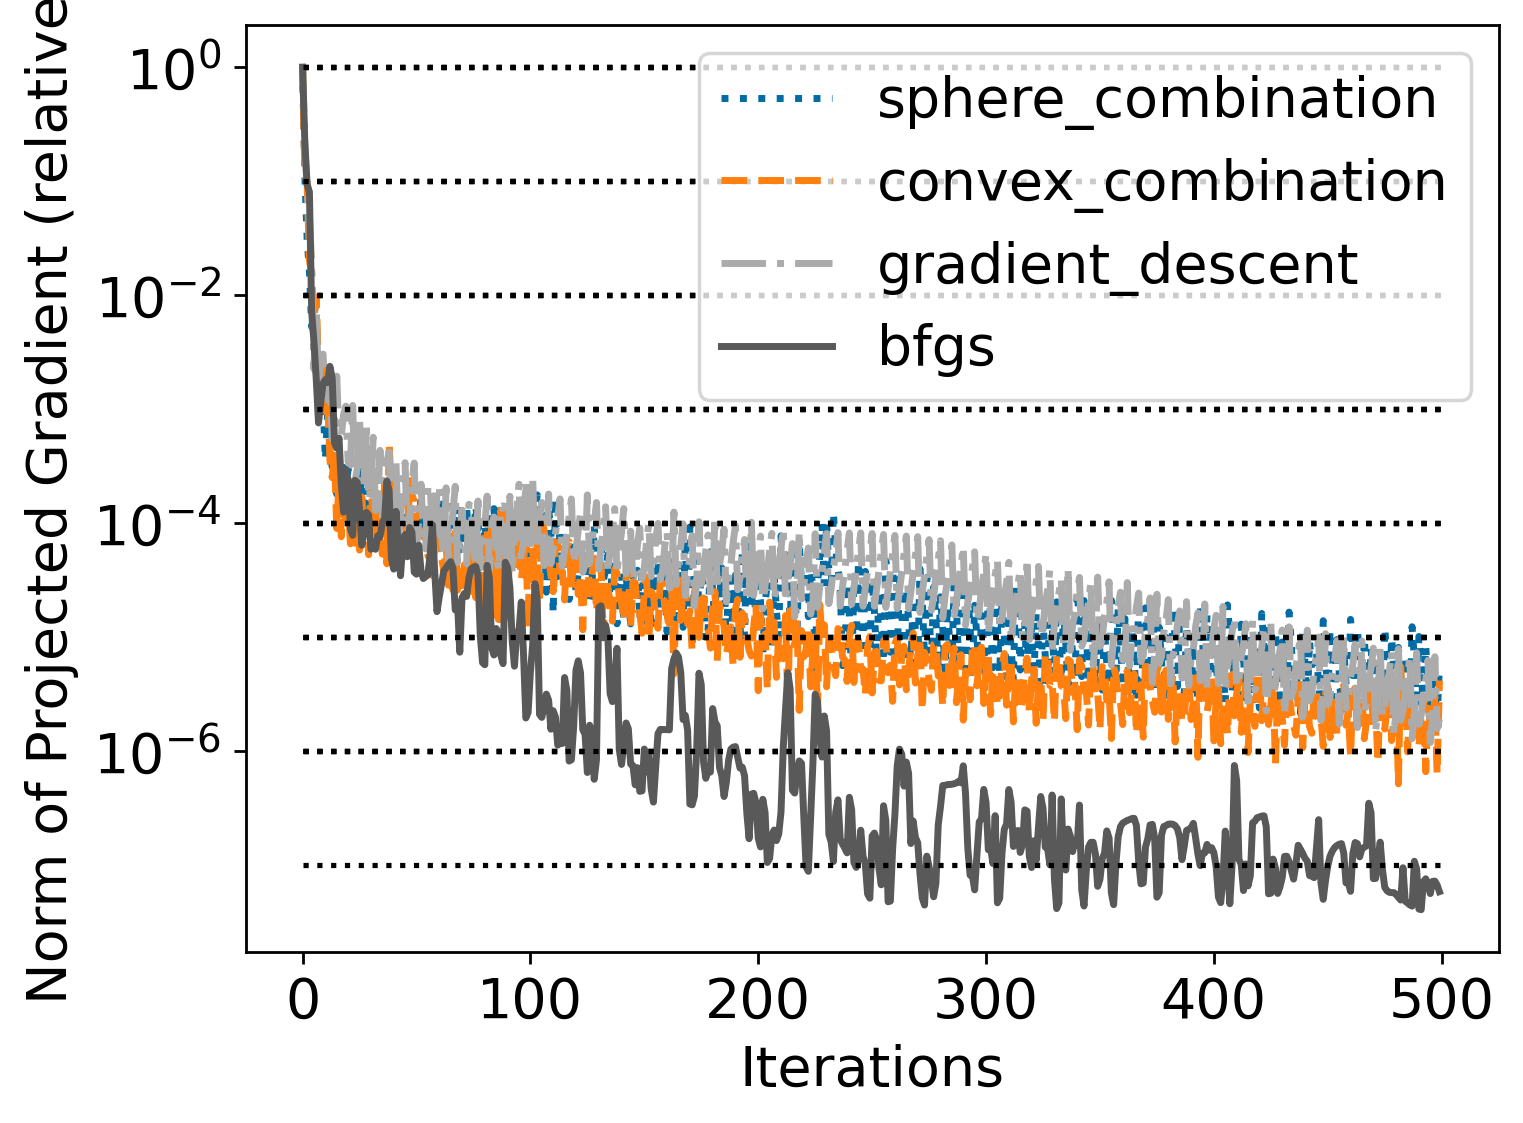 Norm of Projected Gradient (relative
10^0
10^-2
10^-4
10^-6
sphere_combination
convex_combination
gradient_descent
bfgs
0 100 200 300 400 500
Iterations